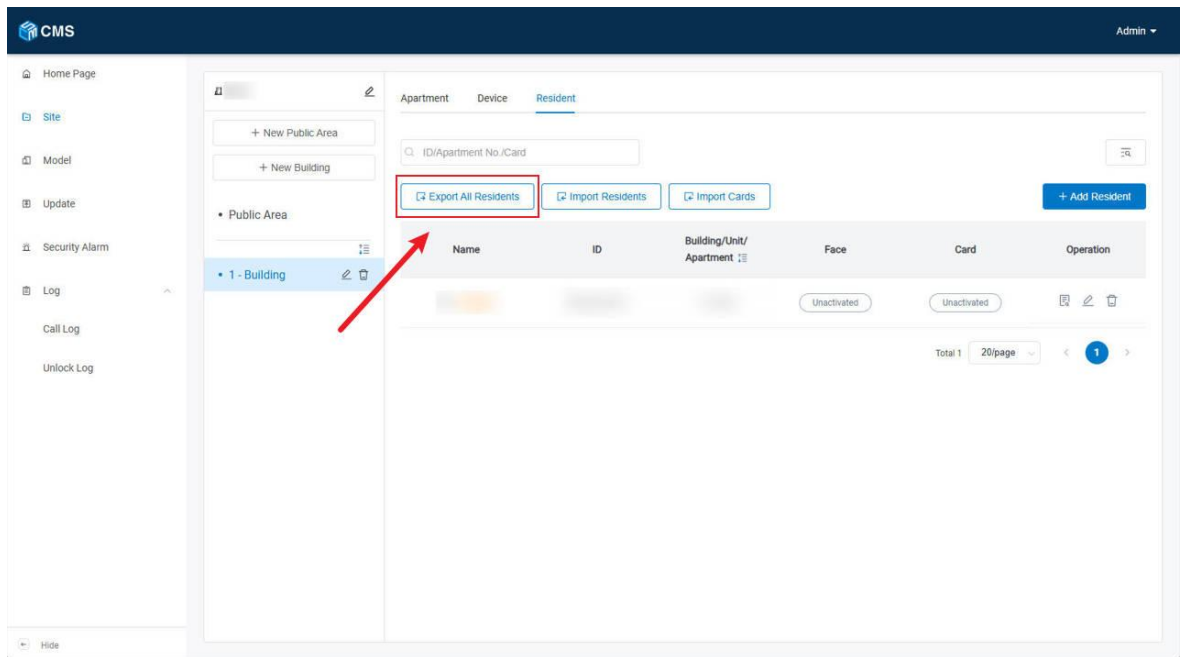 CMS
Admin
Home Page
Site
Model
Update
Security Alarm
Log
Call Log
Unlock Log
Hide
+ New Public Area
+ New Building
• Public Area
• 1 - Building
Apartment Device Resident
ID/Apartment No./Card
Export All Residents Import Residents Import Cards + Add Resident
Name ID Building/Unit/ Apartment Face Card Operation
Unactivated Unactivated
Total 1 20/page < 1 >